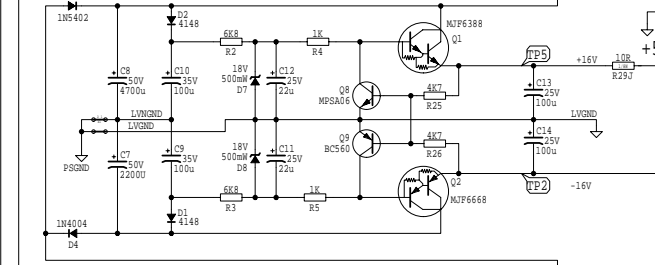 1N5402
D2
4148
6K8
R2
1K
R4
MJF6388
Q1
TP5
+16V
10R
R29J
+5
C8
50V
4700u
C10
35V
100u
18V
500mW
D7
C12
25V
22u
Q8
MPSA06
4K7
R25
C13
25V
100u
LVNGND
LVGND
LVGND
PSGND
C7
50V
2200U
C9
35V
100u
18V
500mW
D8
C11
25V
22u
Q9
BC560
4K7
R26
C14
25V
100u
6K8
R3
1K
R5
Q2
MJF6668
TP2
-16V
1N4004
D4
D1
4148